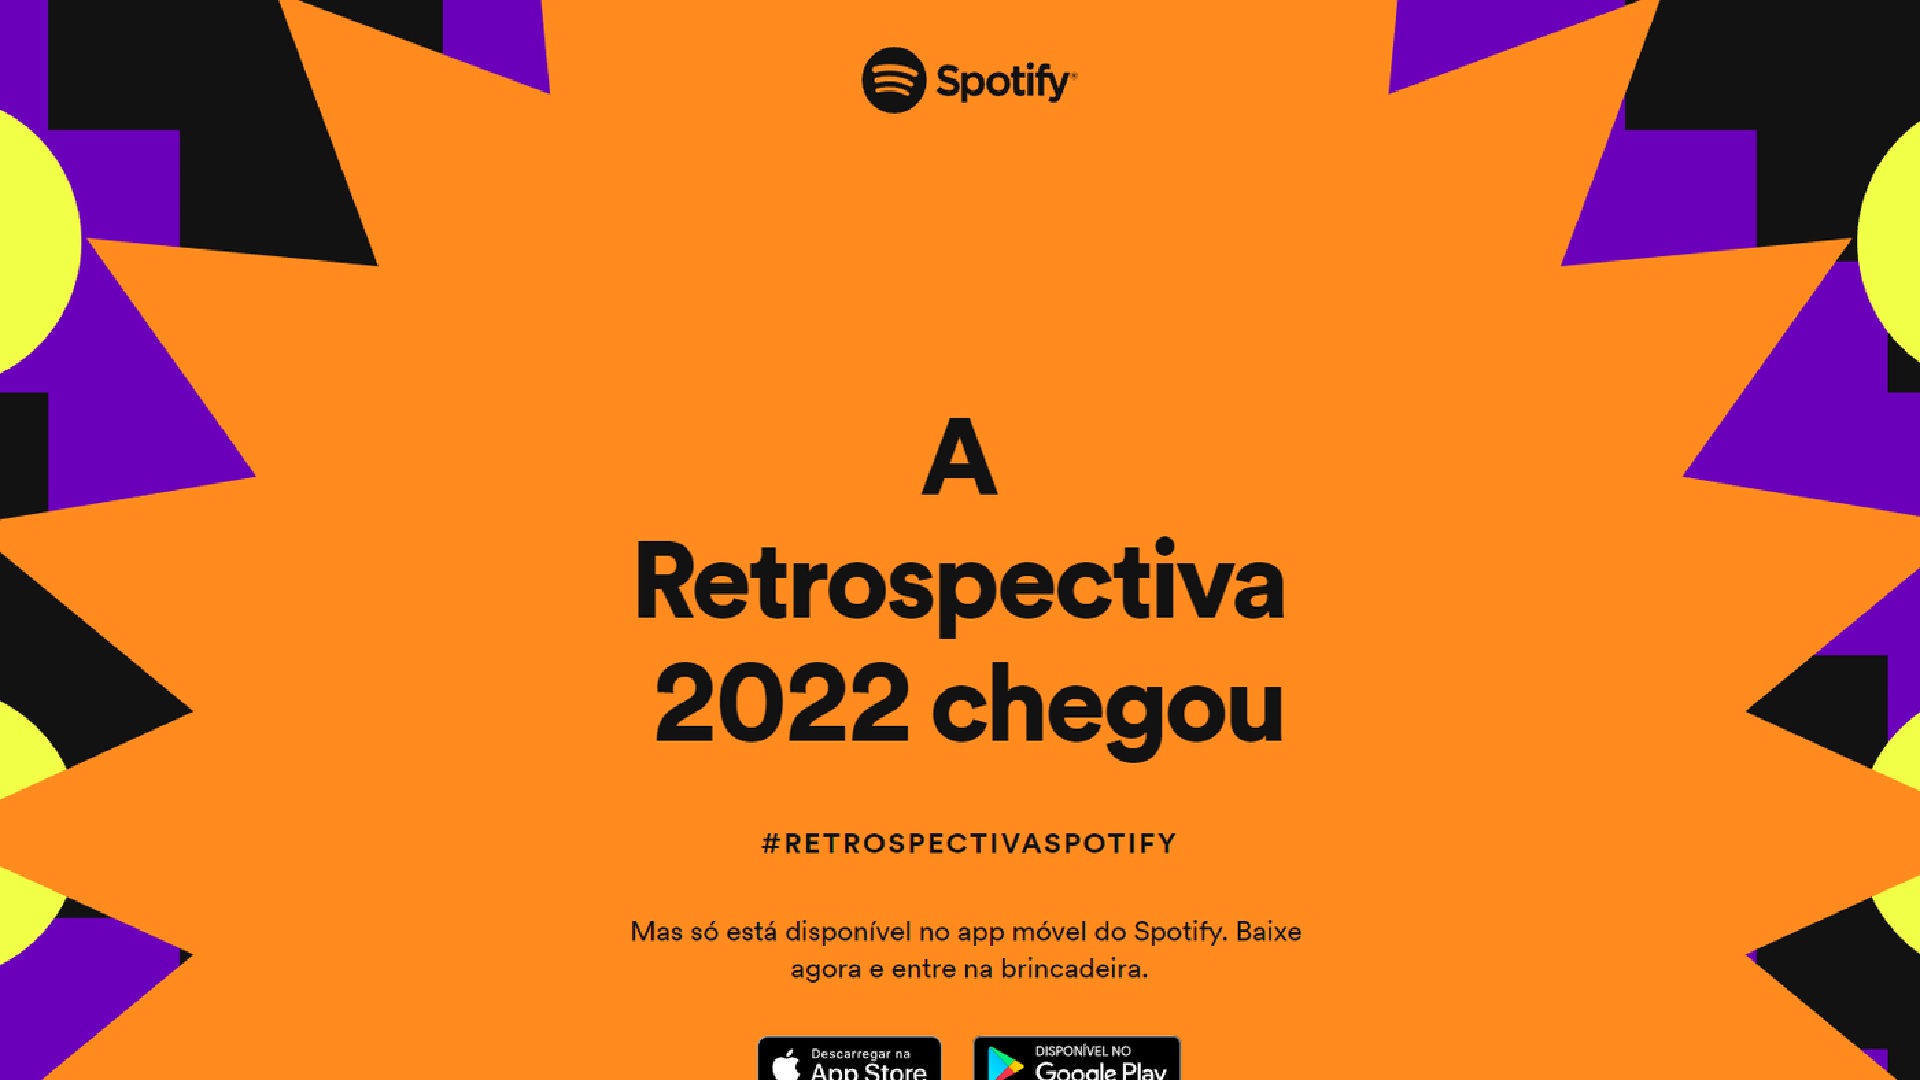 Spotify®
A
Retrospectiva
2022 chegou
#RETROSPECTIVASPOTIFY
Mas só está disponível no app móvel do Spotify. Baixe
agora e entre na brincadeira.
Descarregar na
App Store
DISPONÍVEL NO
Google Play